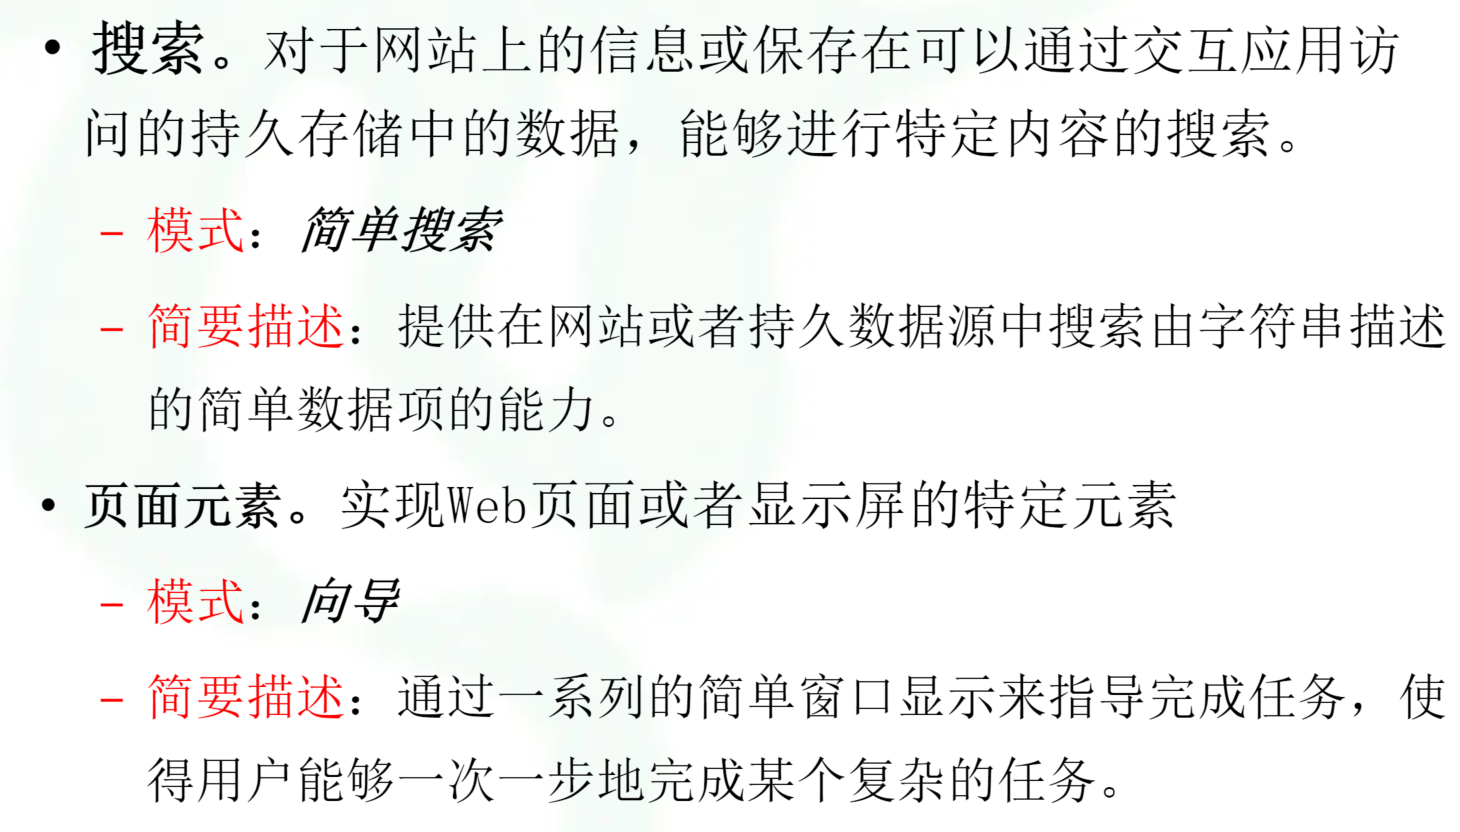 • 搜索。对于网站上的信息或保存在可以通过交互应用访
问的持久存储中的数据，能够进行特定内容的搜索。
– 模式：简单搜索
– 简要描述：提供在网站或者持久数据源中搜索由字符串描述
的简单数据项的能力。
• 页面元素。实现Web页面或者显示屏的特定元素
– 模式：向导
– 简要描述：通过一系列的简单窗口显示来指导完成任务，使
得用户能够一次一步地完成某个复杂的任务。